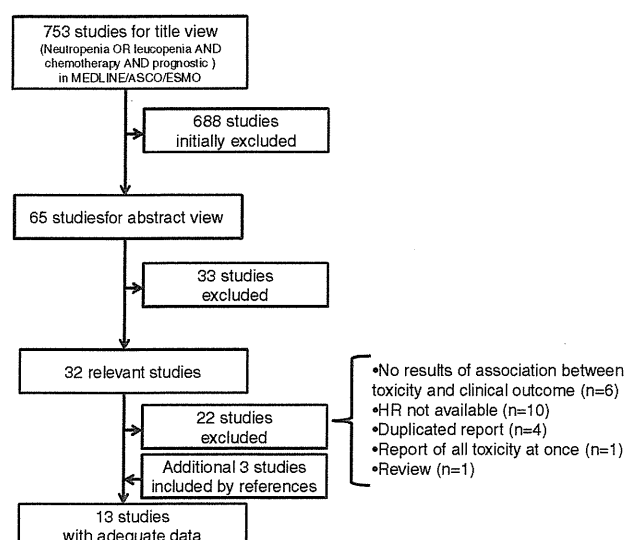 753 studies for title view
(Neutropenia OR leucopenia AND
chemotherapy AND prognostic )
in MEDLINE/ASCO/ESMO
688 studies
initially excluded
65 studiesfor abstract view
33 studies
excluded
32 relevant studies
22 studies
excluded
•No results of association between
toxicity and clinical outcome (n=6)
•HR not available (n=10)
•Duplicated report (n=4)
•Report of all toxicity at once (n=1)
•Review (n=1)
Additional 3 studies
included by references
13 studies
with adequate data